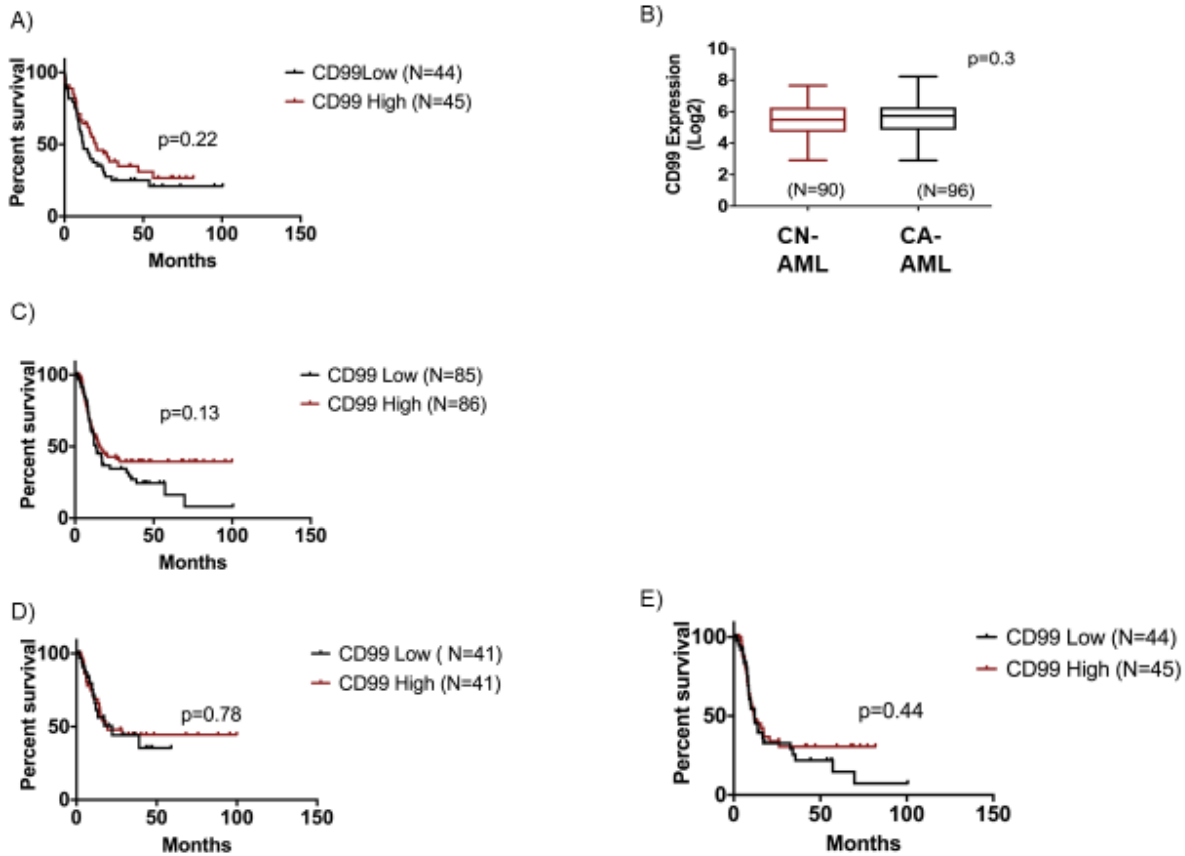 A)
CD99Low (N=44)
CD99 High (N=45)
p=0.22
Percent survival
100
50
0
0 50 100 150
Months
B)
p=0.3
CD99 Expression
(Log2)
10
8
6
4
2
0
(N=90) (N=96)
CN-
AML
CA-
AML
C)
CD99 Low (N=85)
CD99 High (N=86)
p=0.13
Percent survival
100
50
0
0 50 100 150
Months
D)
CD99 Low ( N=41)
CD99 High (N=41)
p=0.78
Percent survival
100
50
0
0 50 100 150
Months
E)
CD99 Low (N=44)
CD99 High (N=45)
p=0.44
Percent survival
100
50
0
0 50 100 150
Months